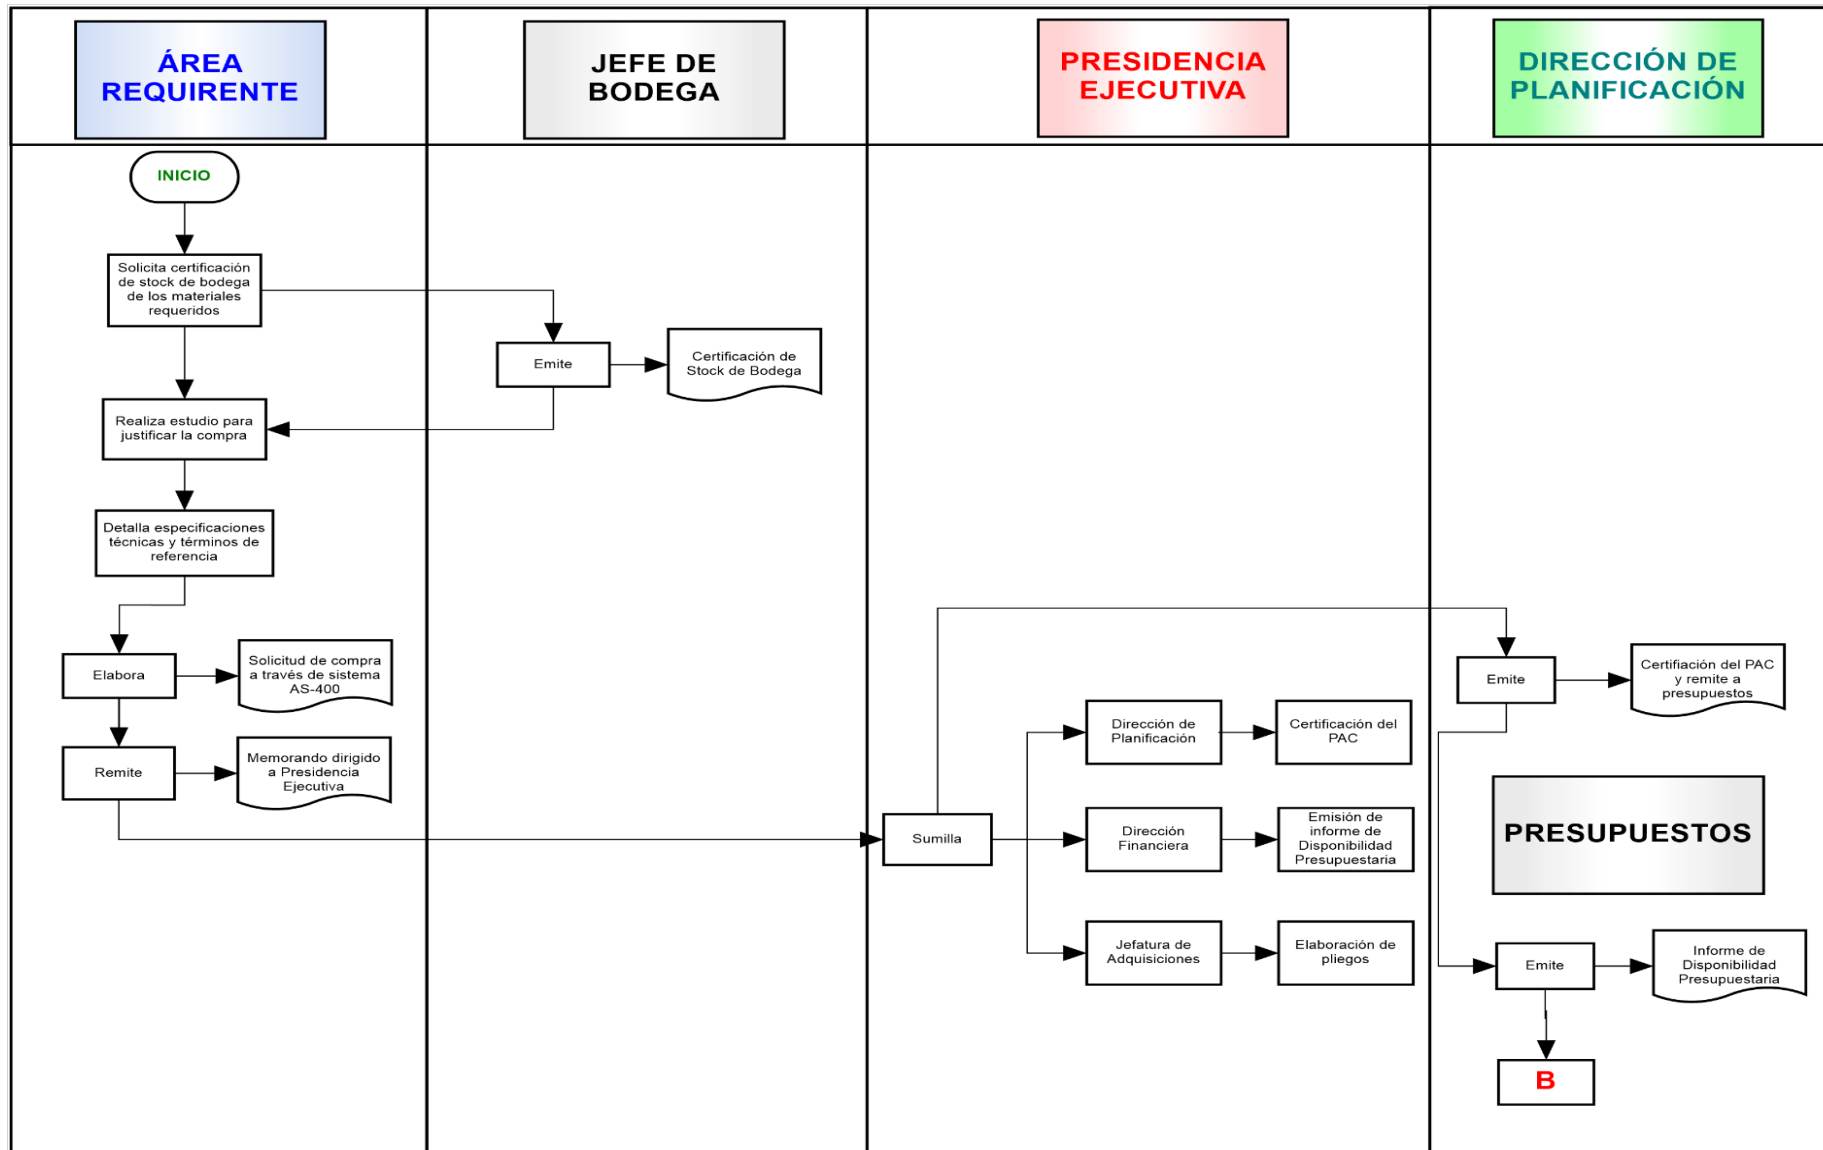 ÁREA
REQUIRENTE
JEFE DE
BODEGA
PRESIDENCIA
EJECUTIVA
DIRECCIÓN DE
PLANIFICACIÓN
INICIO
Solicita certificación
de stock de bodega
de los materiales
requeridos
Emite
Certificación de
Stock de Bodega
Realiza estudio para
justificar la compra
Detalla especificaciones
técnicas y términos de
referencia
Elabora
Solicitud de compra
a través de sistema
AS-400
Remite
Memorando dirigido
a Presidencia
Ejecutiva
Sumilla
Dirección de
Planificación
Certificación del
PAC
Dirección
Financiera
Emisión de
informe de
Disponibilidad
Presupuestaria
Jefatura de
Adquisiciones
Elaboración de
pliegos
Emite
Certifiación del PAC
y remite a
presupuestos
PRESUPUESTOS
Emite
Informe de
Disponibilidad
Presupuestaria
B